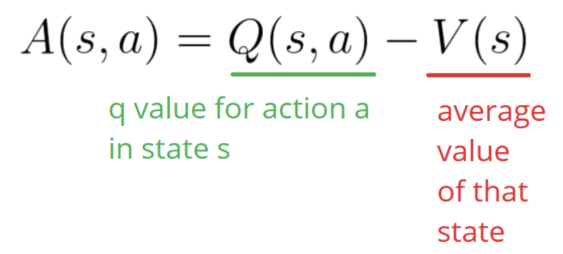 A(s, a) = Q(s, a) − V(s)
q value for action a
in state s
average
value
of that
state